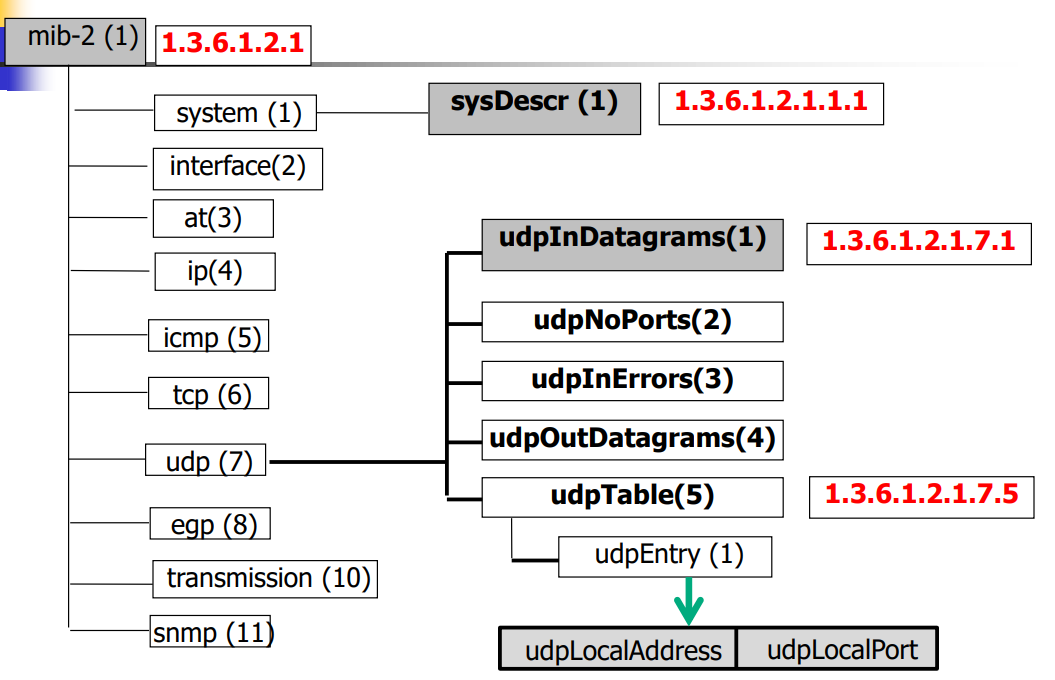 mib-2 (1)
1.3.6.1.2.1
system (1)
sysDescr (1)
1.3.6.1.2.1.1.1
interface(2)
at(3)
ip(4)
icmp (5)
tcp (6)
udp (7)
egp (8)
transmission (10)
snmp (11)
udpInDatagrams(1)
1.3.6.1.2.1.7.1
udpNoPorts(2)
udpInErrors(3)
udpOutDatagrams(4)
udpTable(5)
1.3.6.1.2.1.7.5
udpEntry (1)
udpLocalAddress
udpLocalPort